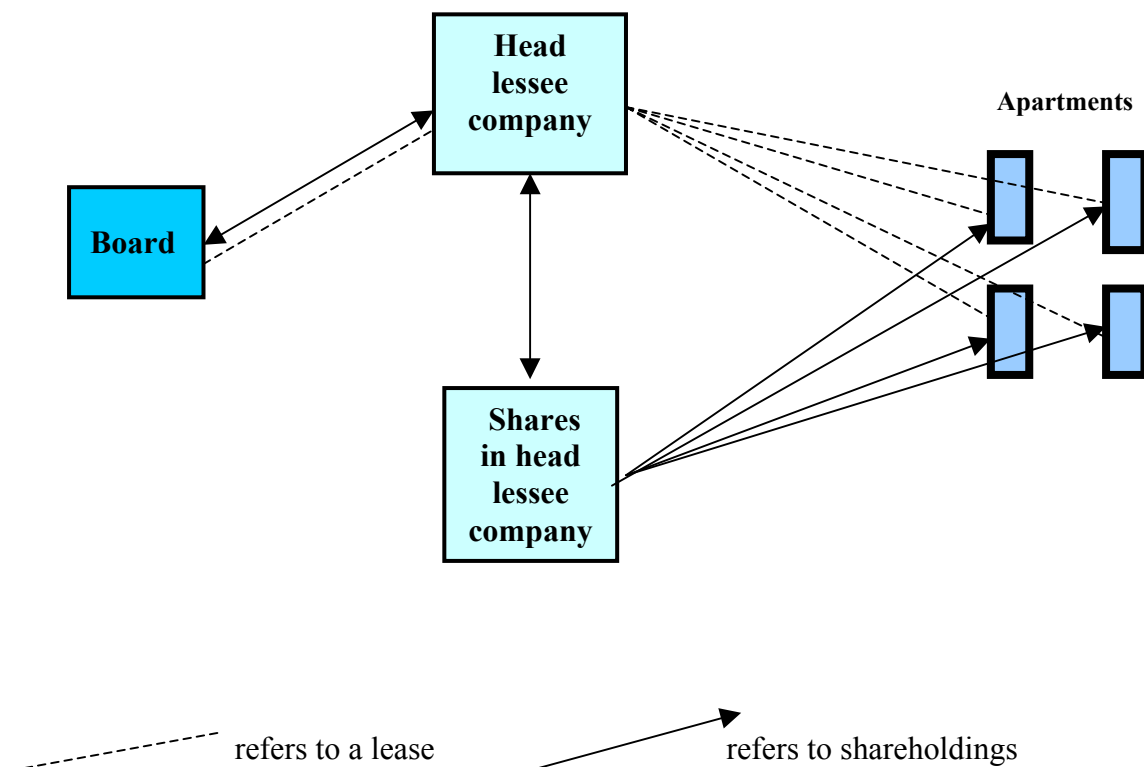 Head
lessee
company
Apartments
Board
Shares
in head
lessee
company
refers to a lease
refers to shareholdings